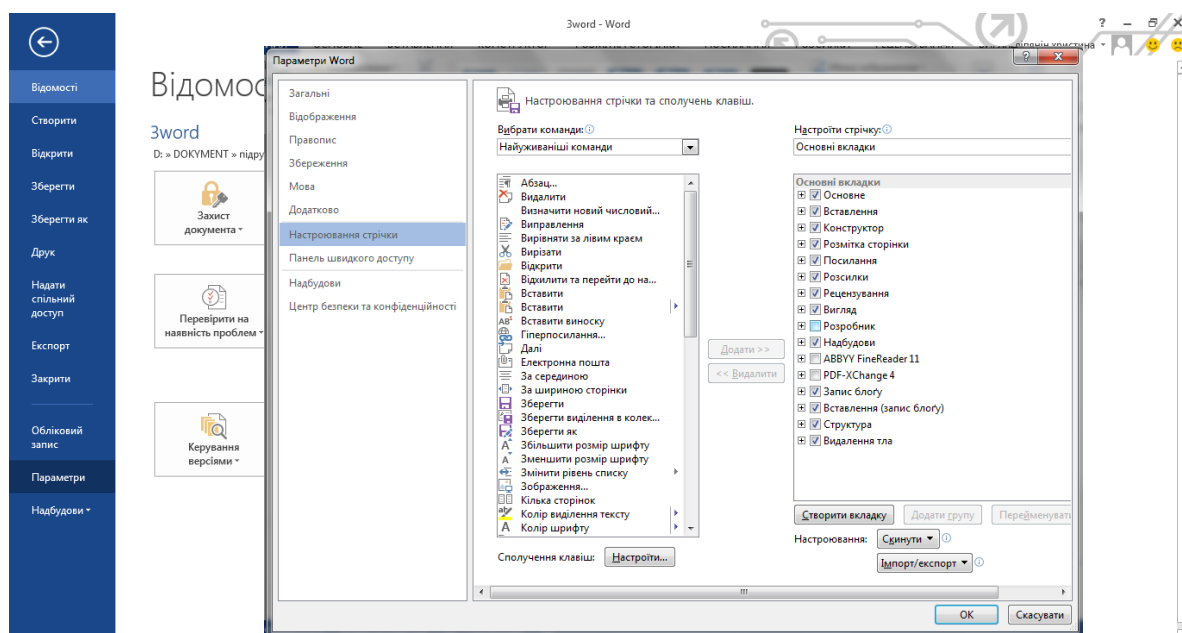 3word - Word
Параметри Word
Відомості
Створити
Відкрити
Зберегти
Зберегти як
Друк
Надати
спільний
доступ
Експорт
Закрити
Обліковий
запис
Параметри
Надбудови
3word
D: » DOKYMENT » підру
Захист
документа
Перевірити на
наявність проблем
Керування
версіями
Загальні
Відображення
Правопис
Збереження
Мова
Додатково
Настроювання стрічки
Панель швидкого доступу
Надбудови
Центр безпеки та конфіденційності
Настроювання стрічки та сполучень клавіш.
Вибрати команди:
Найуживаніші команди
Абзац...
Видалити
Визначити новий числовий...
Виправлення
Вирівняти за лівим краєм
Вирізати
Відкрити
Відхилити та перейти до на...
Вставити
Вставити
Вставити виноску
Гіперпосилання...
Далі
Електронна пошта
За серединою
За шириною сторінки
Зберегти
Зберегти виділення в колек...
Зберегти як
Збільшити розмір шрифту
Зменшити розмір шрифту
Змінити рівень списку
Зображення...
Кілька сторінок
Колір виділення тексту
Колір шрифту
Сполучення клавіш: Настроїти...
Додати >>
<< Видалити
Настроїти стрічку:
Основні вкладки
Основні вкладки
Основне
Вставлення
Конструктор
Розмітка сторінки
Посилання
Розсилки
Рецензування
Вигляд
Розробник
Надбудови
ABBYY FineReader 11
PDF-XChange 4
Запис блоґу
Вставлення (запис блоґу)
Структура
Видалення тла
Створити вкладку Додати групу Перейменувати
Настроювання: Скинути
Імпорт/експорт
OK Скасувати